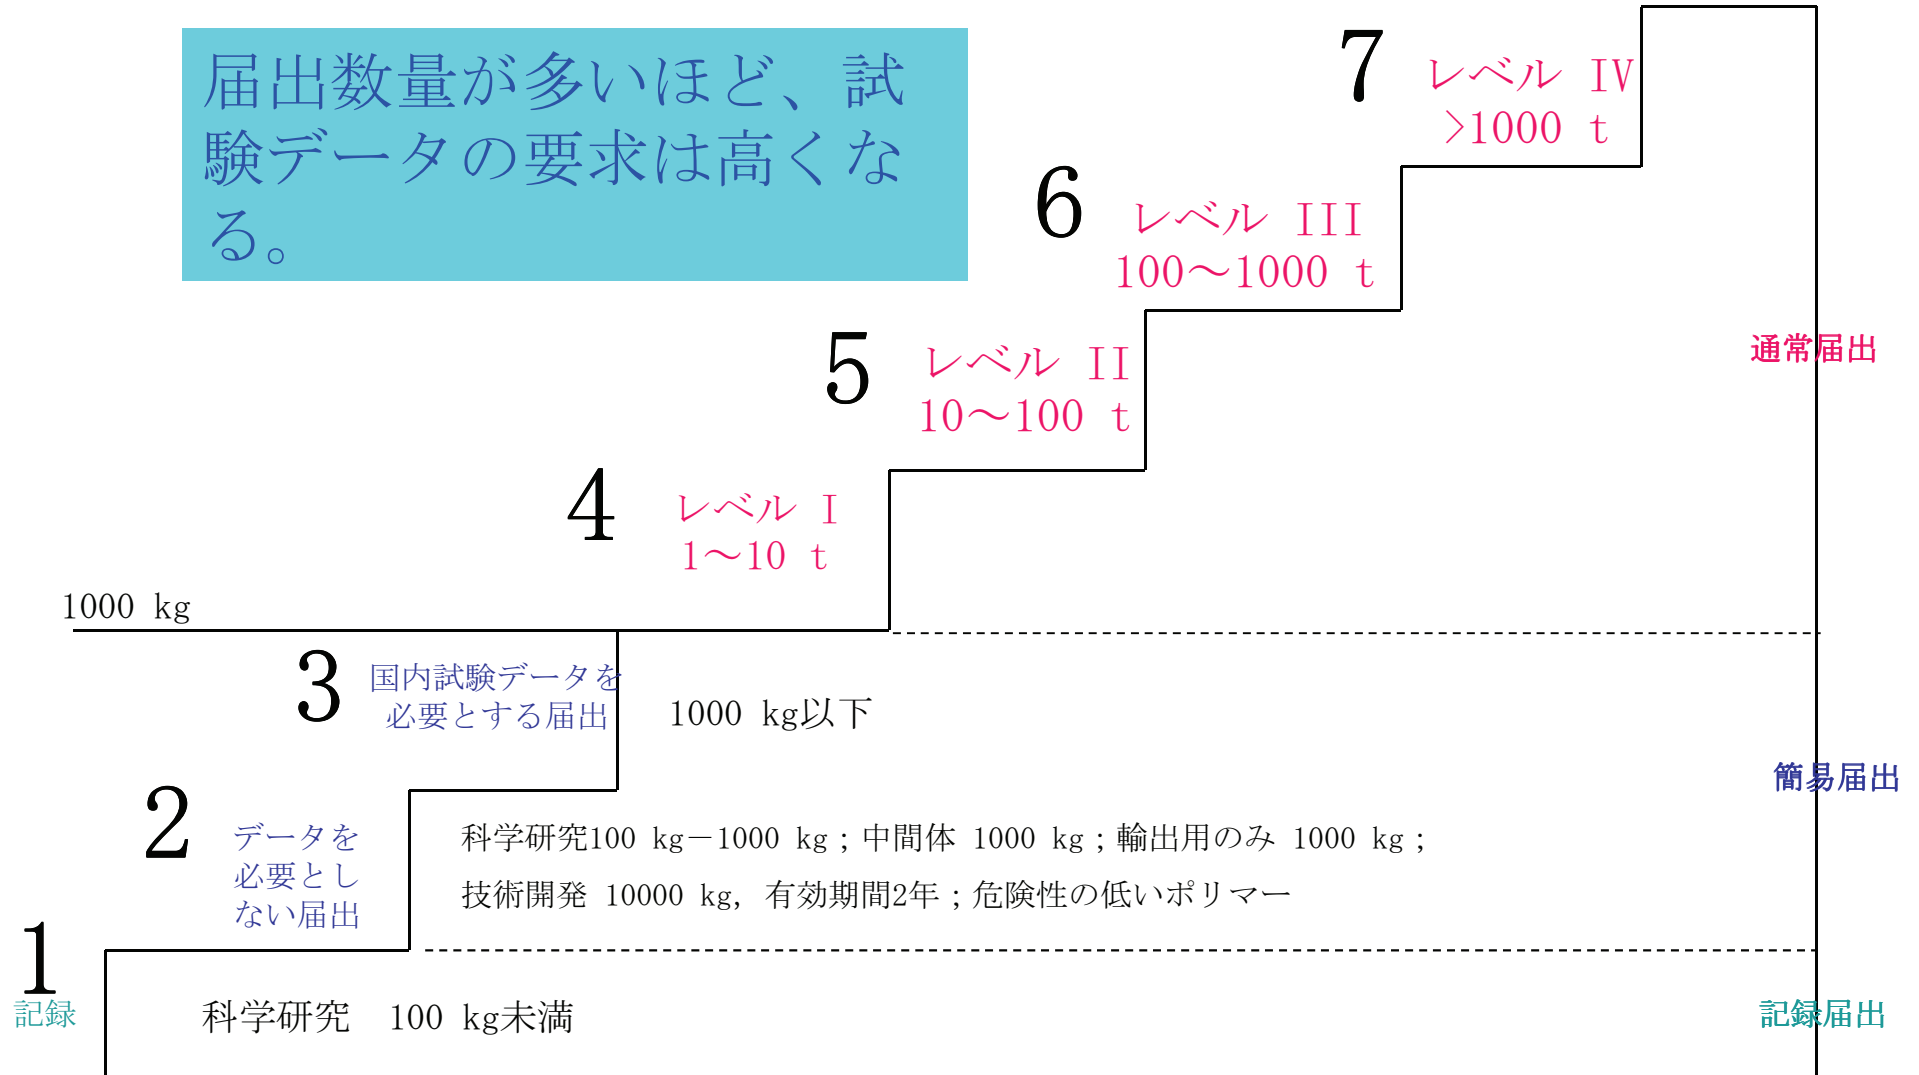 届出数量が多いほど、試
験データの要求は高くな
る。
7
レベル IV
>1000 t
6
レベル III
100～1000 t
5
レベル II
10～100 t
通常届出
4
レベル I
1～10 t
1000 kg
3
国内試験データを
必要とする届出
1000 kg以下
簡易届出
2
データを
必要とし
ない届出
科学研究100 kg－1000 kg；中間体 1000 kg；輸出用のみ 1000 kg；
技術開発 10000 kg, 有効期間2年；危険性の低いポリマー
1
記録
科学研究　100 kg未満
記録届出